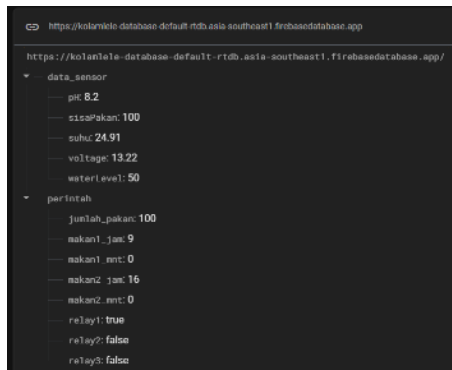 https://kolamlele-database-default-rtdb.asia-southeast1.firebasedatabase.app
https://kolamlele-database-default-rtdb.asia-southeast1.firebasedatabase.app/
data_sensor
pH: 8.2
sisaPakan: 100
suhu: 24.91
voltage: 13.22
waterLevel: 50
perintah
jumlah_pakan: 100
makan1_jam: 9
makan1_mnt: 0
makan2_jam: 16
makan2_mnt: 0
relay1: true
relay2: false
relay3: false